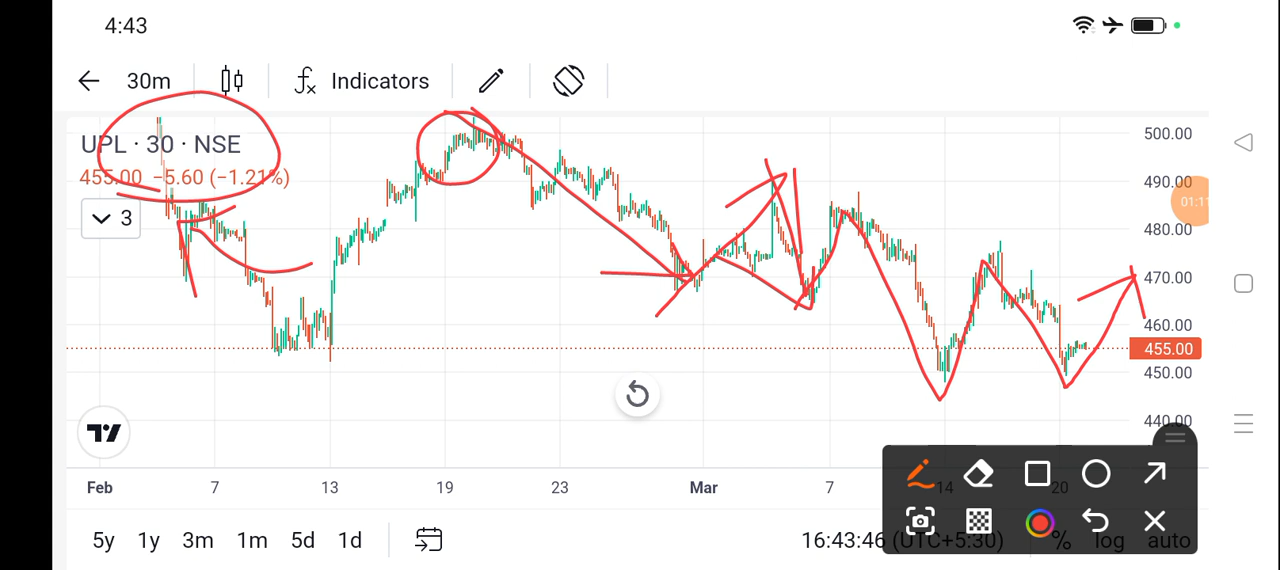 4:43
30m
Indicators
UPL · 30 · NSE
455.00 −5.60 (−1.21%)
3
500.00
490.00
480.00
470.00
460.00
455.00
450.00
440.00
01:11
Feb 7 13 19 23 Mar 7 14 20
5y 1y 3m 1m 5d 1d
16:43:46 (UTC+5:30) % log auto